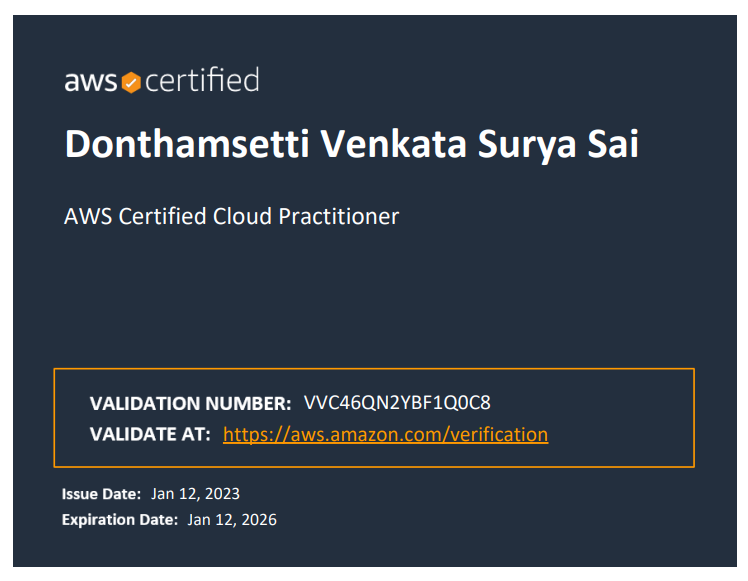 aws certified
Donthamsetti Venkata Surya Sai
AWS Certified Cloud Practitioner
VALIDATION NUMBER: VVC46QN2YBF1Q0C8
VALIDATE AT: https://aws.amazon.com/verification
Issue Date: Jan 12, 2023
Expiration Date: Jan 12, 2026